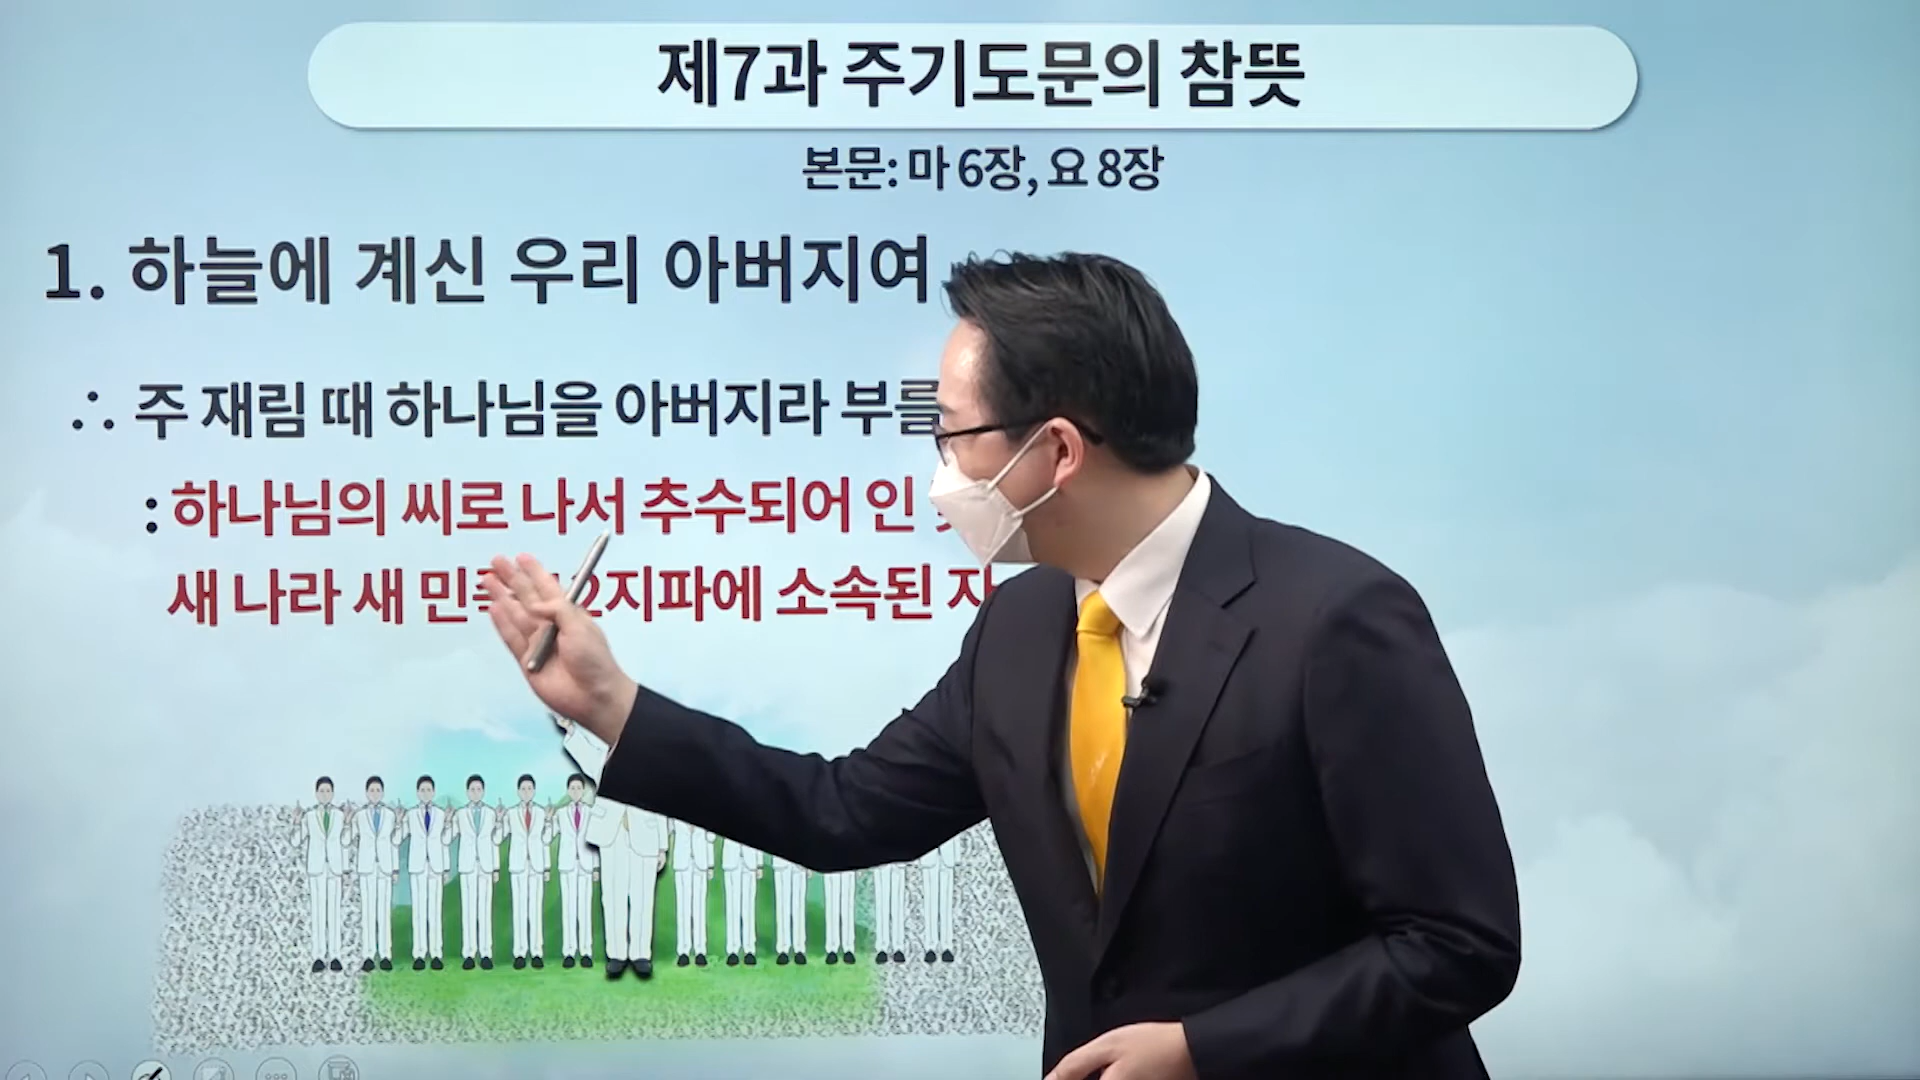 제7과 주기도문의 참뜻
본문: 마 6장, 요 8장
1. 하늘에 계신 우리 아버지여
∴ 주 재림 때 하나님을 아버지라 부를
: 하나님의 씨로 나서 추수되어 인
새 나라 새 2지파에 소속된 자